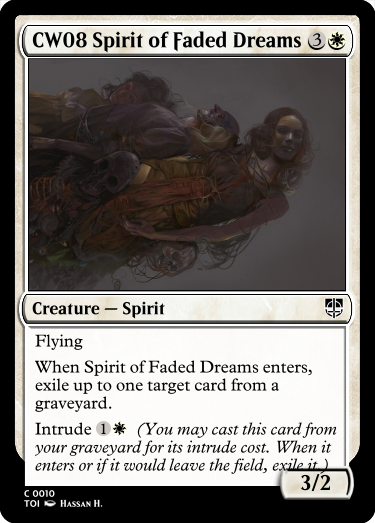 CW08 Spirit of Faded Dreams 3
Creature — Spirit
Flying
When Spirit of Faded Dreams enters,
exile up to one target card from a
graveyard.
Intrude 1 (You may cast this card from
your graveyard for its intrude cost. When it
enters or if it would leave the field, exile it.)
3/2
C 0010
TOI Hassan H.